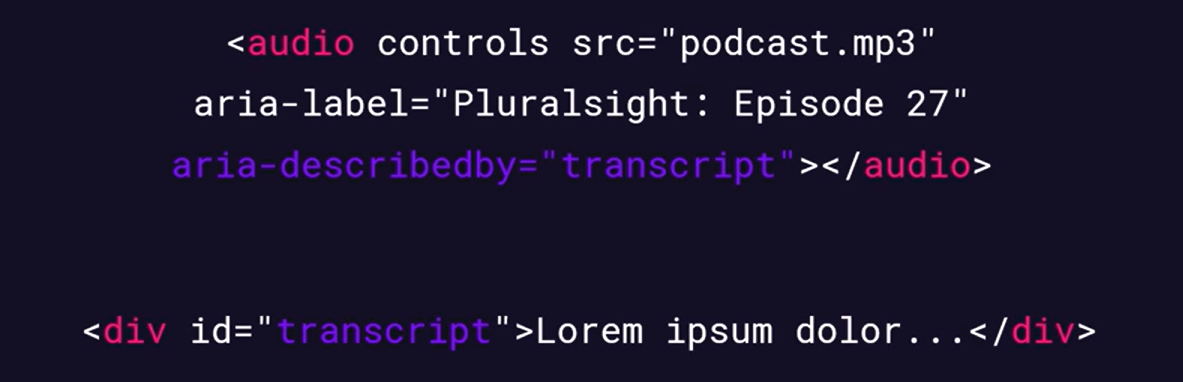 <audio controls src="podcast.mp3"
aria-label="Pluralsight: Episode 27"
aria-describedby="transcript"></audio>
<div id="transcript">Lorem ipsum dolor...</div>